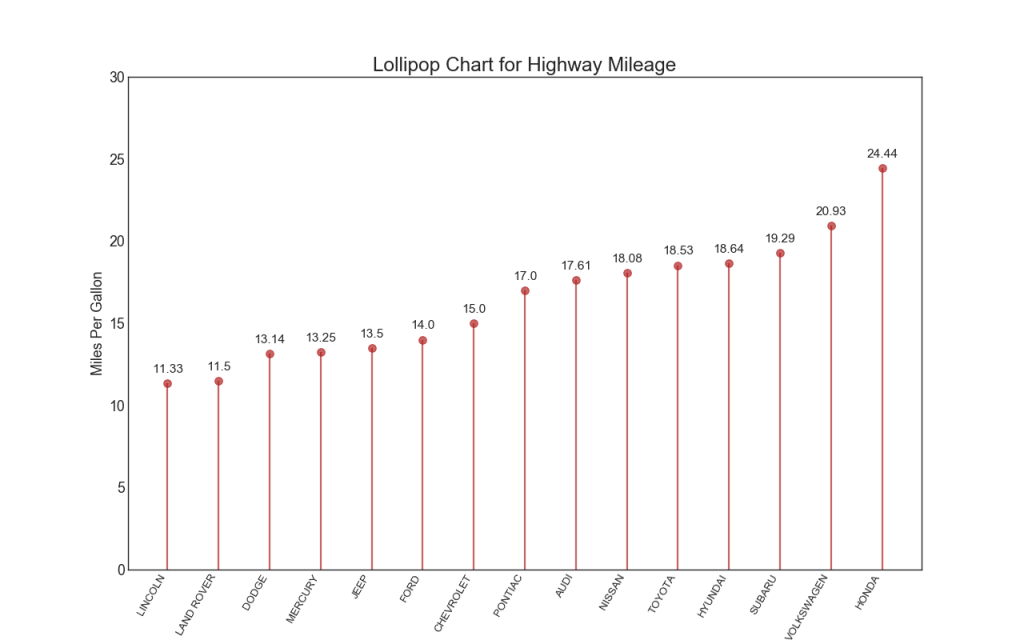 Lollipop Chart for Highway Mileage
30
25
20
15
10
5
0
Miles Per Gallon
11.33
11.5
13.14
13.25
13.5
14.0
15.0
17.0
17.61
18.08
18.53
18.64
19.29
20.93
24.44
LINCOLN
LAND ROVER
DODGE
MERCURY
JEEP
FORD
CHEVROLET
PONTIAC
AUDI
NISSAN
TOYOTA
HYUNDAI
SUBARU
VOLKSWAGEN
HONDA